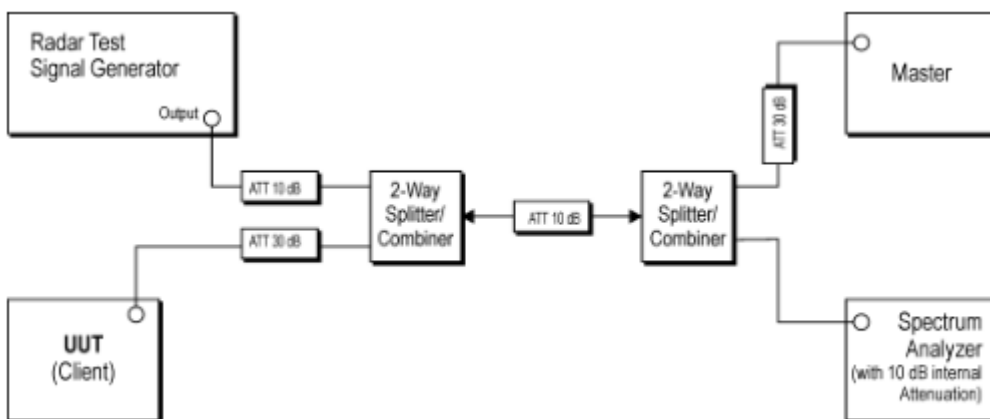 Radar Test
Signal Generator
Output
ATT 10 dB
ATT 30 dB
UUT
(Client)
2-Way
Splitter/
Combiner
ATT 10 dB
2-Way
Splitter/
Combiner
ATT 30 dB
Master
Spectrum
Analyzer
(with 10 dB internal
Attenuation)